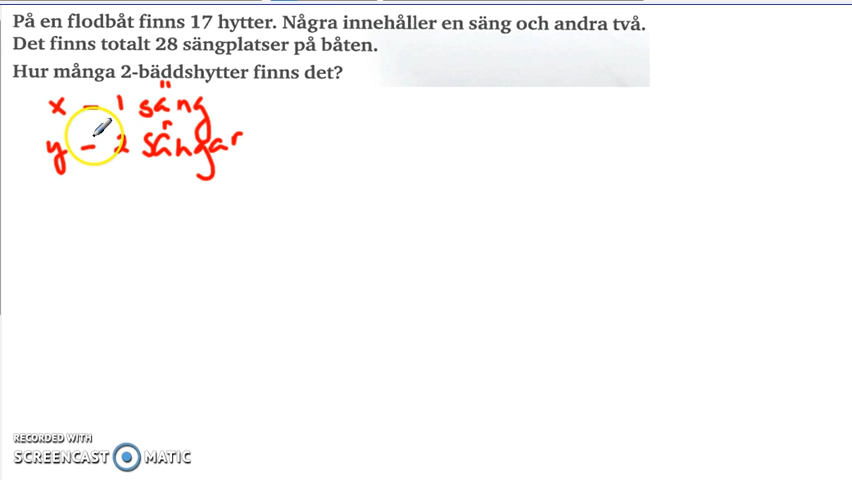 På en flodbåt finns 17 hytter. Några innehåller en säng och andra två.
Det finns totalt 28 sängplatser på båten.
Hur många 2-bäddshytter finns det?
x - 1 säng
y - 2 sängar
RECORDED WITH
SCREENCAST MATIC